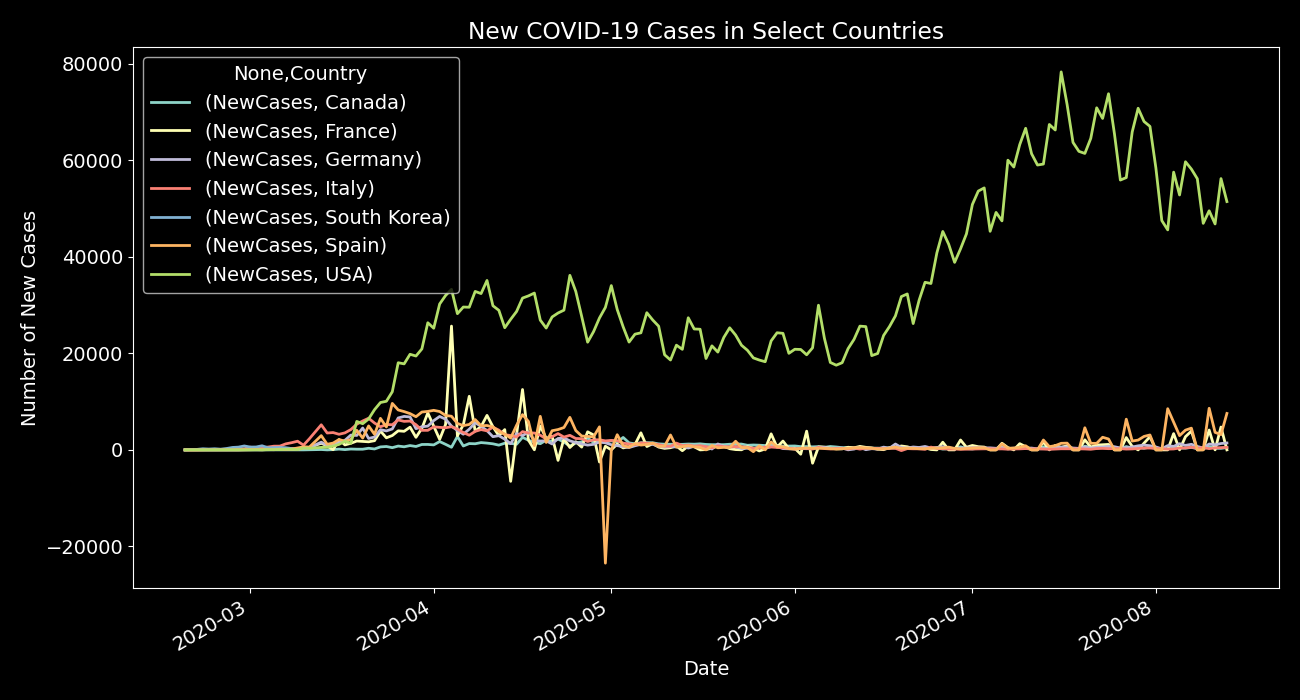 New COVID-19 Cases in Select Countries
80000
60000
40000
20000
0
−20000
Number of New Cases
None,Country
(NewCases, Canada)
(NewCases, France)
(NewCases, Germany)
(NewCases, Italy)
(NewCases, South Korea)
(NewCases, Spain)
(NewCases, USA)
2020-03
2020-04
2020-05
2020-06
2020-07
2020-08
Date